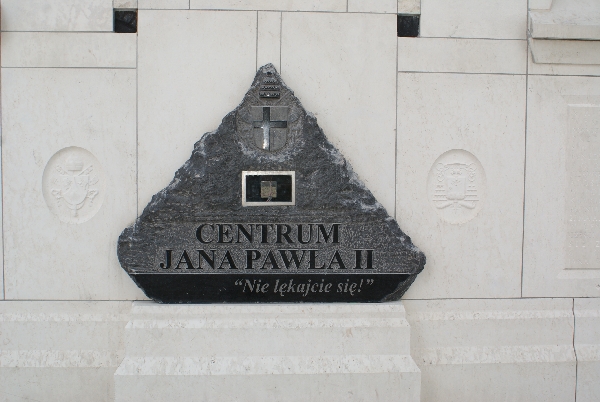 CENTRUM
JANA PAWŁA II
“Nie lękajcie się!”